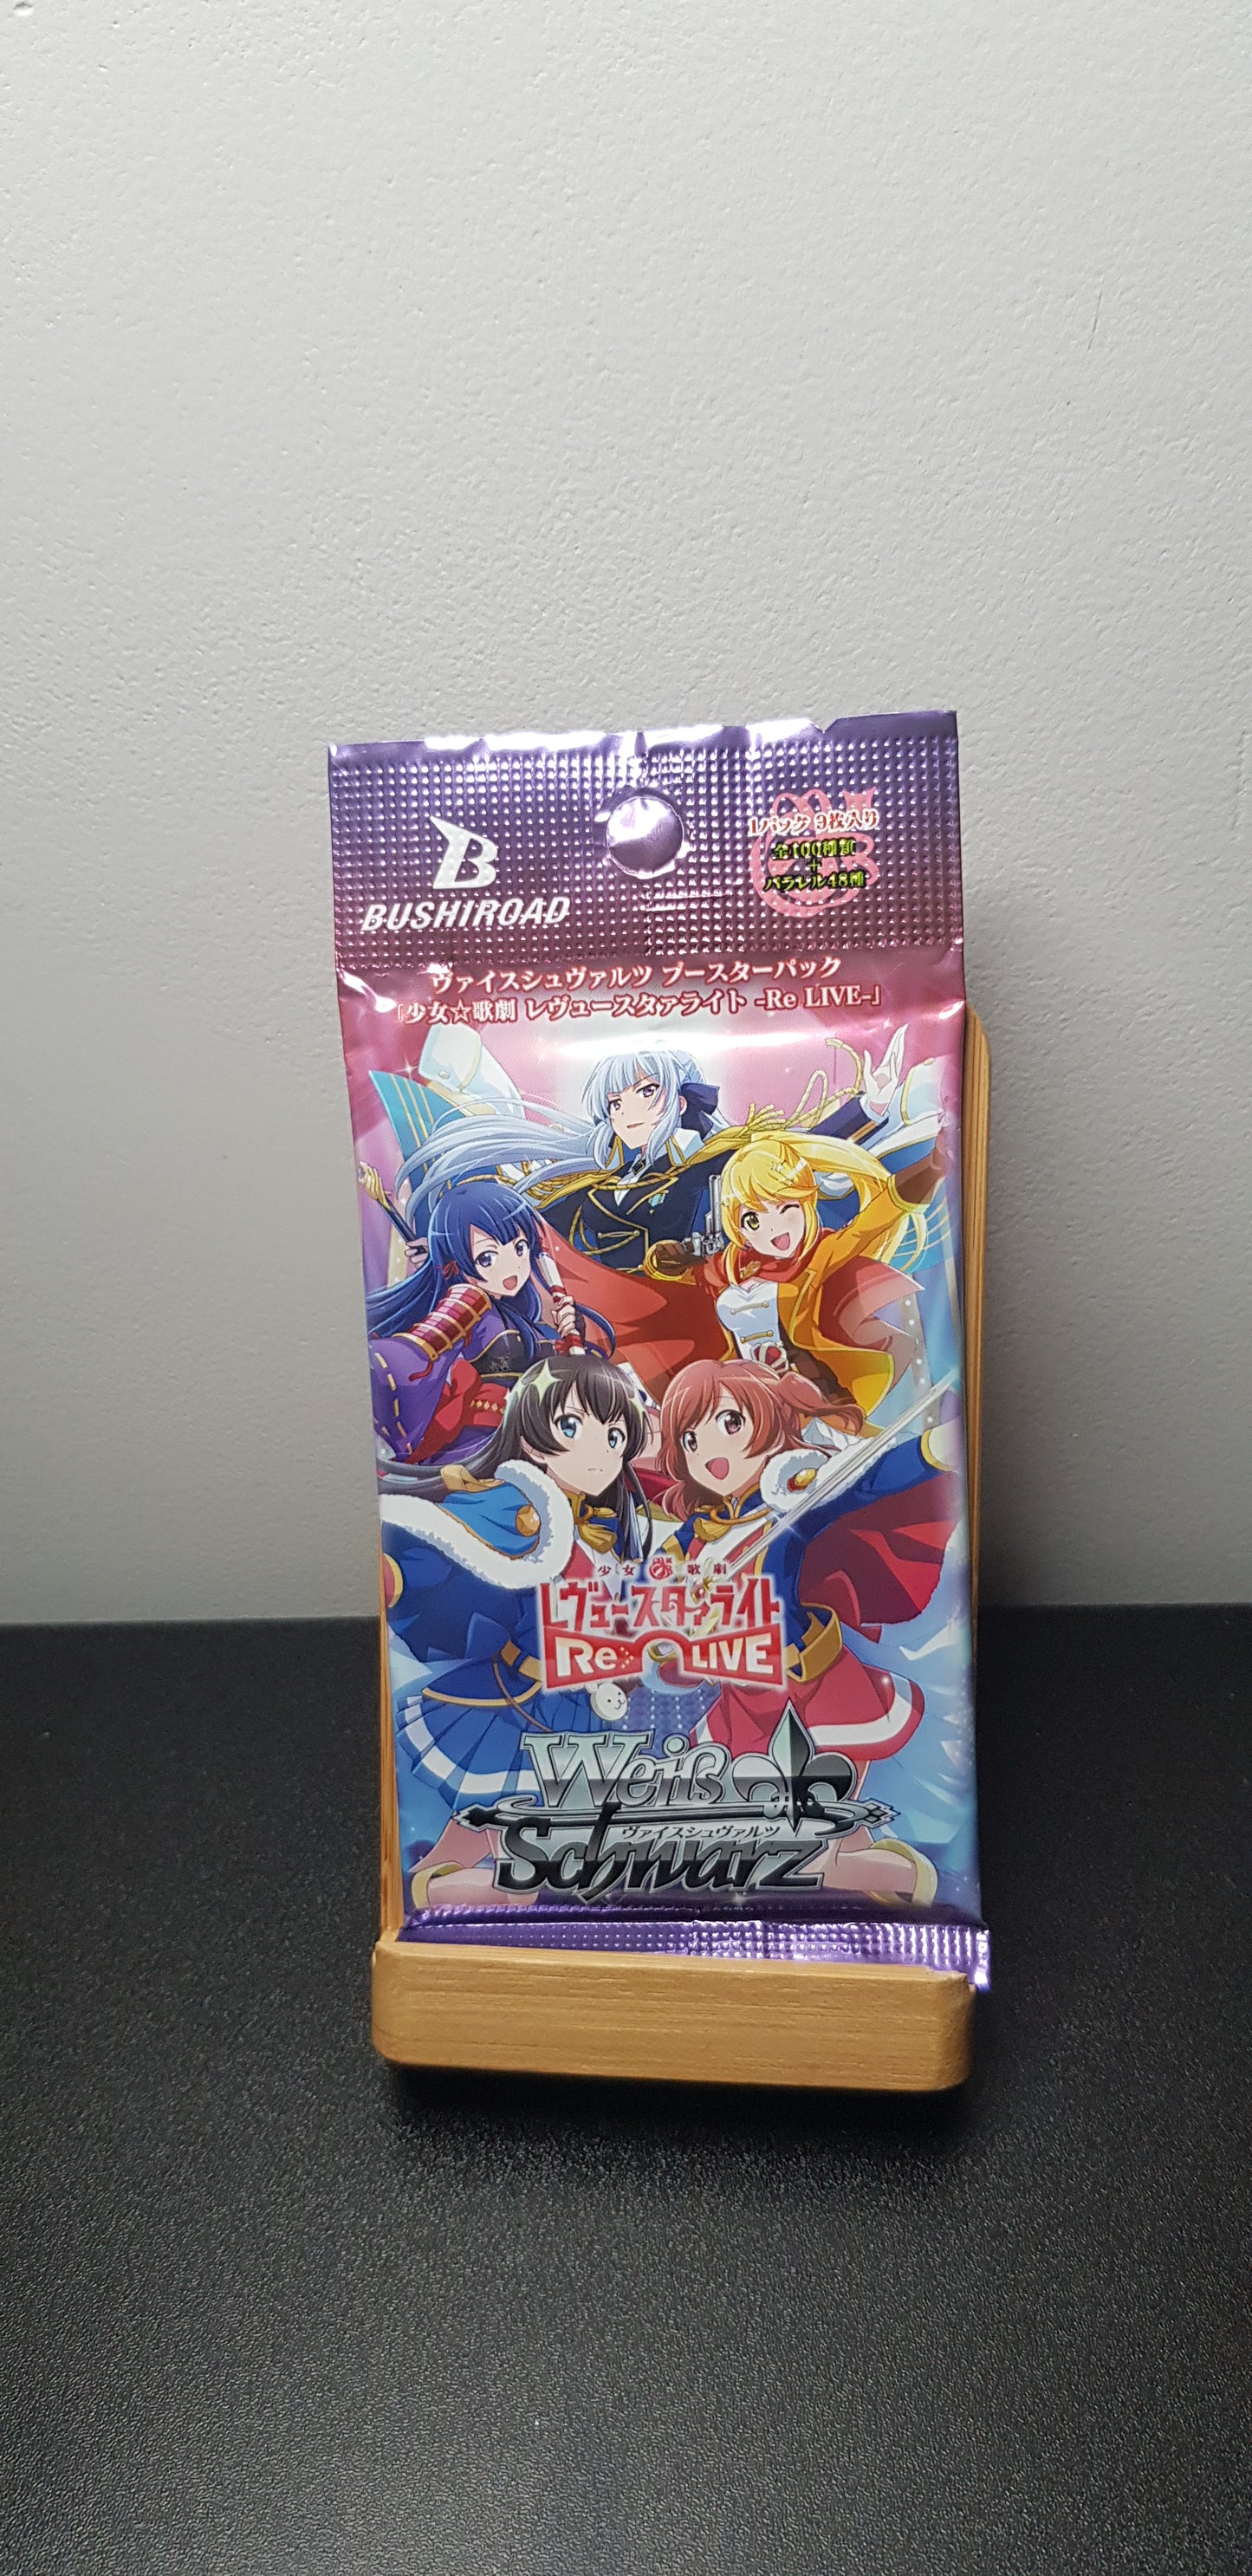 B
BUSHIROAD
1パック 9枚入り
全100種類
+
パラレル48種
ヴァイスシュヴァルツ ブースターパック
「少女☆歌劇 レヴュースタァライト -Re LIVE-」
少女 歌劇
レヴュースタァライト
Re LIVE
Weiß
ヴァイスシュヴァルツ
Schwarz